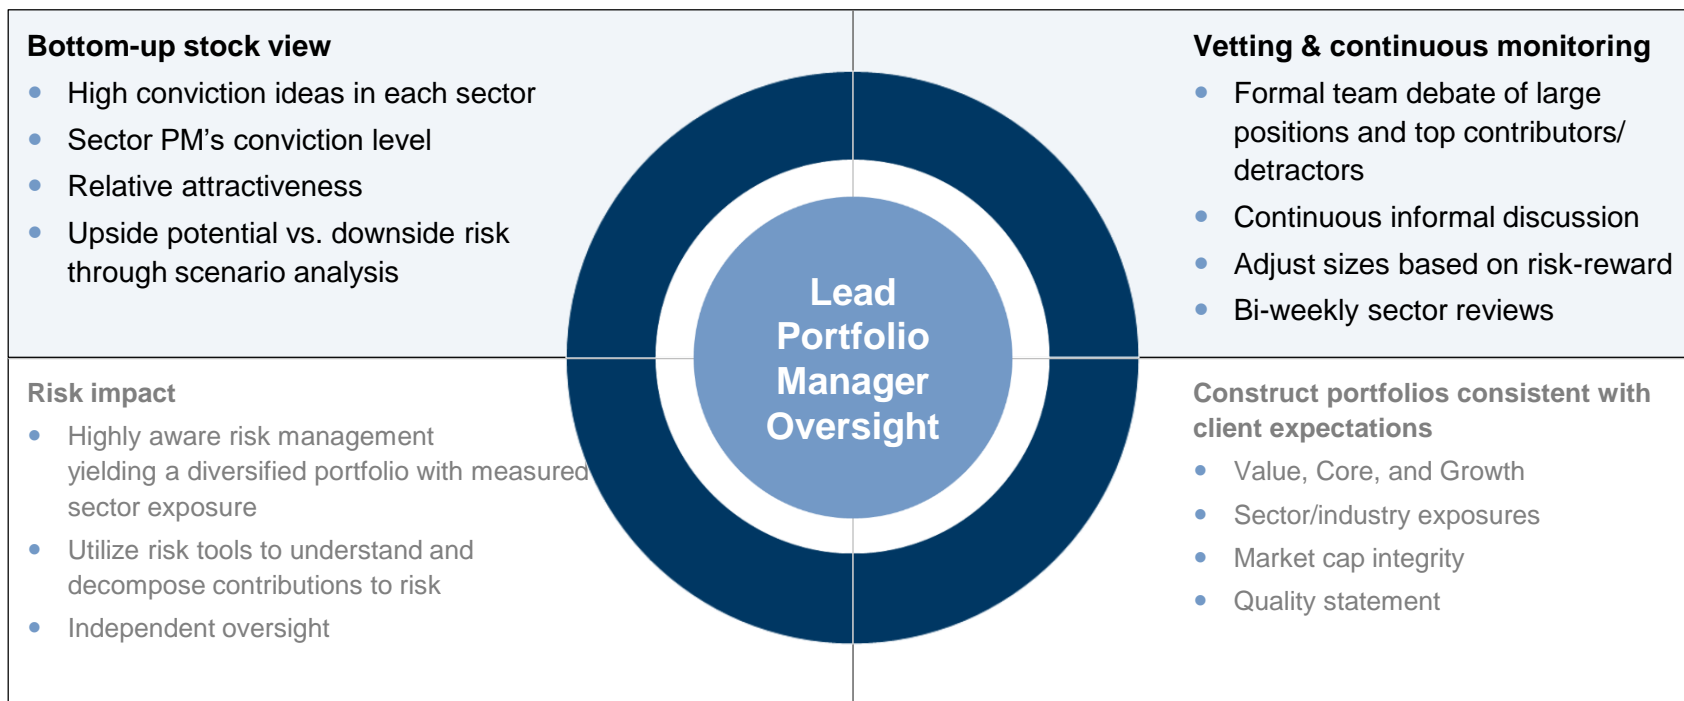 Bottom-up stock view
• High conviction ideas in each sector
• Sector PM's conviction level
• Relative attractiveness
• Upside potential vs. downside risk
through scenario analysis
Vetting & continuous monitoring
• Formal team debate of large
positions and top contributors/
detractors
• Continuous informal discussion
• Adjust sizes based on risk-reward
• Bi-weekly sector reviews
Lead
Portfolio
Manager
Oversight
Risk impact
• Highly aware risk management
yielding a diversified portfolio with measured
sector exposure
• Utilize risk tools to understand and
decompose contributions to risk
• Independent oversight
Construct portfolios consistent with
client expectations
• Value, Core, and Growth
• Sector/industry exposures
• Market cap integrity
• Quality statement